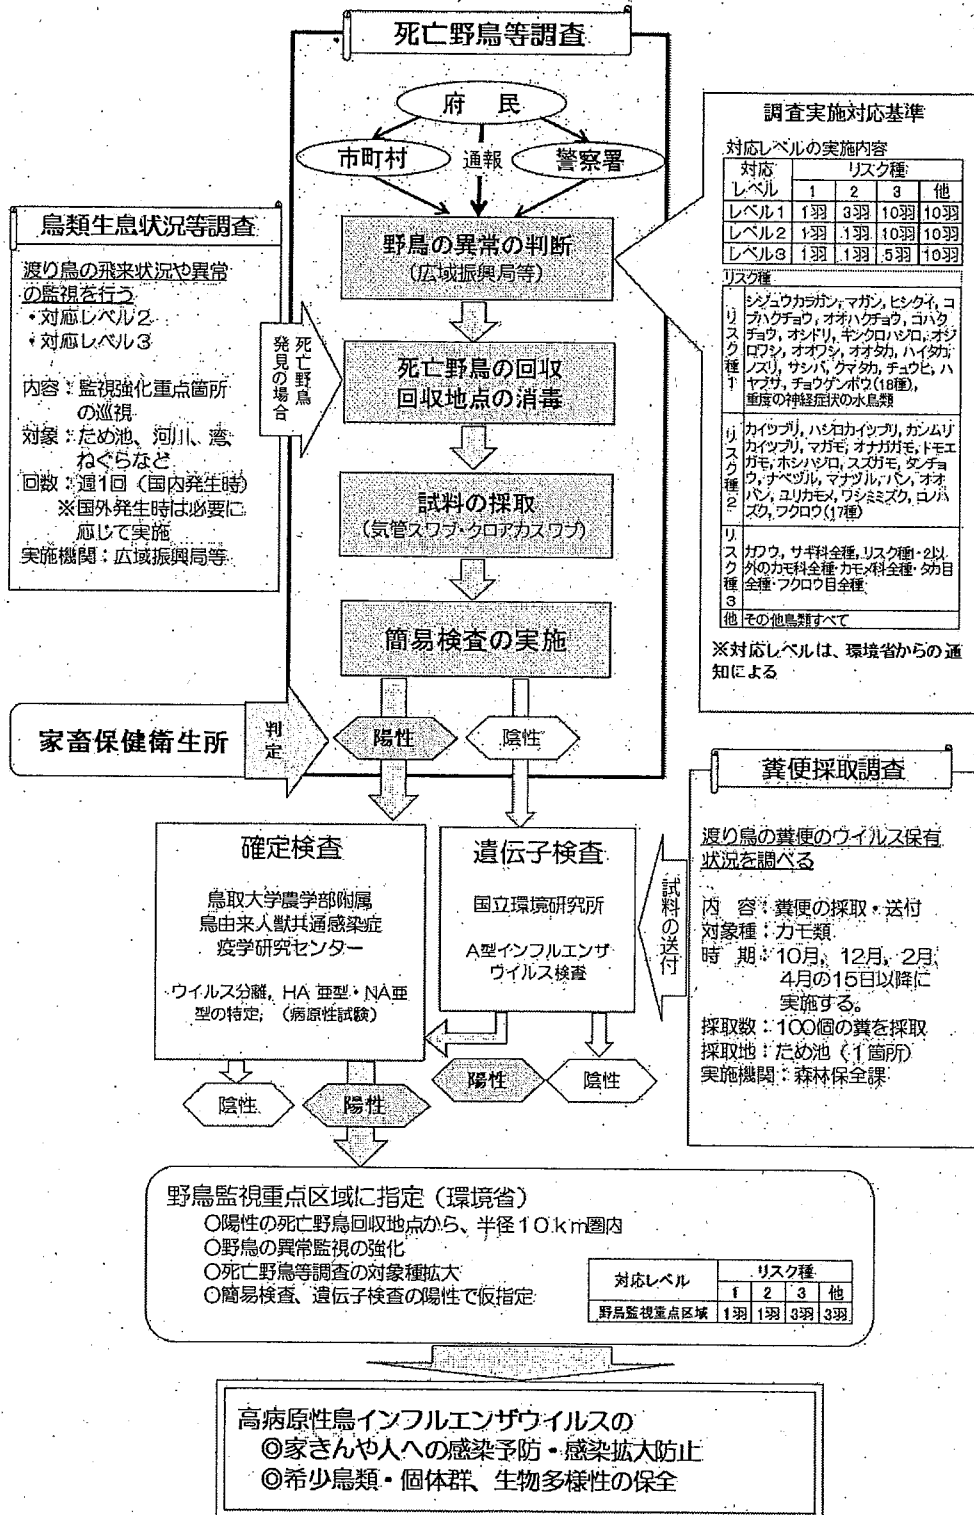 死亡野鳥等調査
府　民
市町村
通報
警察署
野鳥の異常の判断
(広域振興局等)
死亡野鳥の回収
回収地点の消毒
試料の採取
(気管スワブ・クロアカスワブ)
簡易検査の実施
陽性
陰性
家畜保健衛生所
判定
鳥類生息状況等調査
渡り鳥の飛来状況や異常
の監視を行う
・対応レベル2
・対応レベル3
内容：監視強化重点箇所
の巡視
対象：ため池、河川、湾、
ねぐらなど
回数：週1回（国内発生時）
※国外発生時は必要に
応じて実施
実施機関：広域振興局等
死亡野鳥
発見の場合
調査実施対応基準
対応レベルの実施内容
対応レベル リスク種
1 2 3 他
レベル1 1羽 3羽 10羽 10羽
レベル2 1羽 1羽 10羽 10羽
レベル3 1羽 1羽 5羽 10羽
リスク種
リスク種1
シジュウカラガン, マガン, ヒシクイ, コ
ブハクチョウ, オオハクチョウ, コハク
チョウ, オシドリ, キンクロハジロ, オジ
ロワシ, オオワシ, オオタカ, ハイタカ,
ノスリ, サシバ, クマタカ, チュウヒ, ハ
ヤブサ, チョウゲンボウ(18種),
重度の神経症状の水鳥類
リスク種2
カイツブリ, ハジロカイツブリ, カンムリ
カイツブリ, マガモ, オナガガモ, トモエ
ガモ, ホシハジロ, スズガモ, タンチョ
ウ, ナベヅル, マナヅル, バン, オオ
バン, ユリカモメ, ワシミミズク, コノハ
ズク, フクロウ(17種)
リスク種3
カワウ, サギ科全種, リスク種・2以
外のカモ科全種・カモメ科全種・タカ目
全種・フクロウ目全種
他 その他鳥類すべて
※対応レベルは、環境省からの通
知による
糞便採取調査
渡り鳥の糞便のウイルス保有
状況を調べる
内　容：糞便の採取・送付
対象種：カモ類
時　期：10月, 12月, 2月,
4月の15日以降に
実施する。
採取数：100個の糞を採取
採取地：ため池（1箇所）
実施機関：森林保全課
試料の送付
確定検査
鳥取大学農学部附属
鳥由来人獣共通感染症
疫学研究センター
ウイルス分離, HA 亜型・NA亜
型の特定, (病原性試験)
遺伝子検査
国立環境研究所
A型インフルエンザ
ウイルス検査
陽性
陰性
陰性
陽性
野鳥監視重点区域に指定（環境省）
○陽性の死亡野鳥回収地点から、半径10km圏内
○野鳥の異常監視の強化
○死亡野鳥等調査の対象種拡大
○簡易検査、遺伝子検査の陽性で仮指定
対応レベル リスク種
1 2 3 他
野鳥監視重点区域 1羽 1羽 3羽 3羽
高病原性鳥インフルエンザウイルスの
◎家きんや人への感染予防・感染拡大防止
◎希少鳥類・個体群、生物多様性の保全